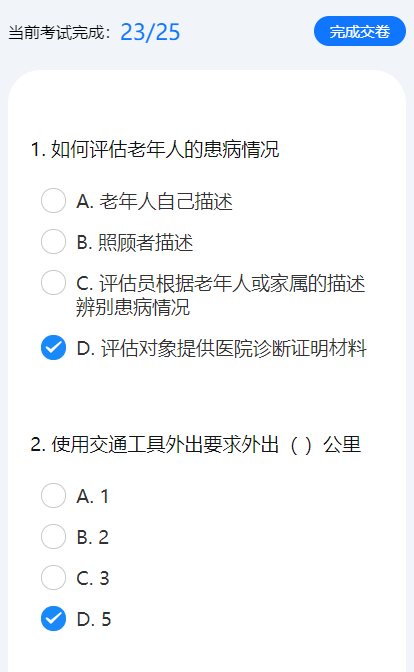 当前考试完成：23/25 完成交卷
1. 如何评估老年人的患病情况
A. 老年人自己描述
B. 照顾者描述
C. 评估员根据老年人或家属的描述
辨别患病情况
D. 评估对象提供医院诊断证明材料
2. 使用交通工具外出要求外出（ ）公里
A. 1
B. 2
C. 3
D. 5